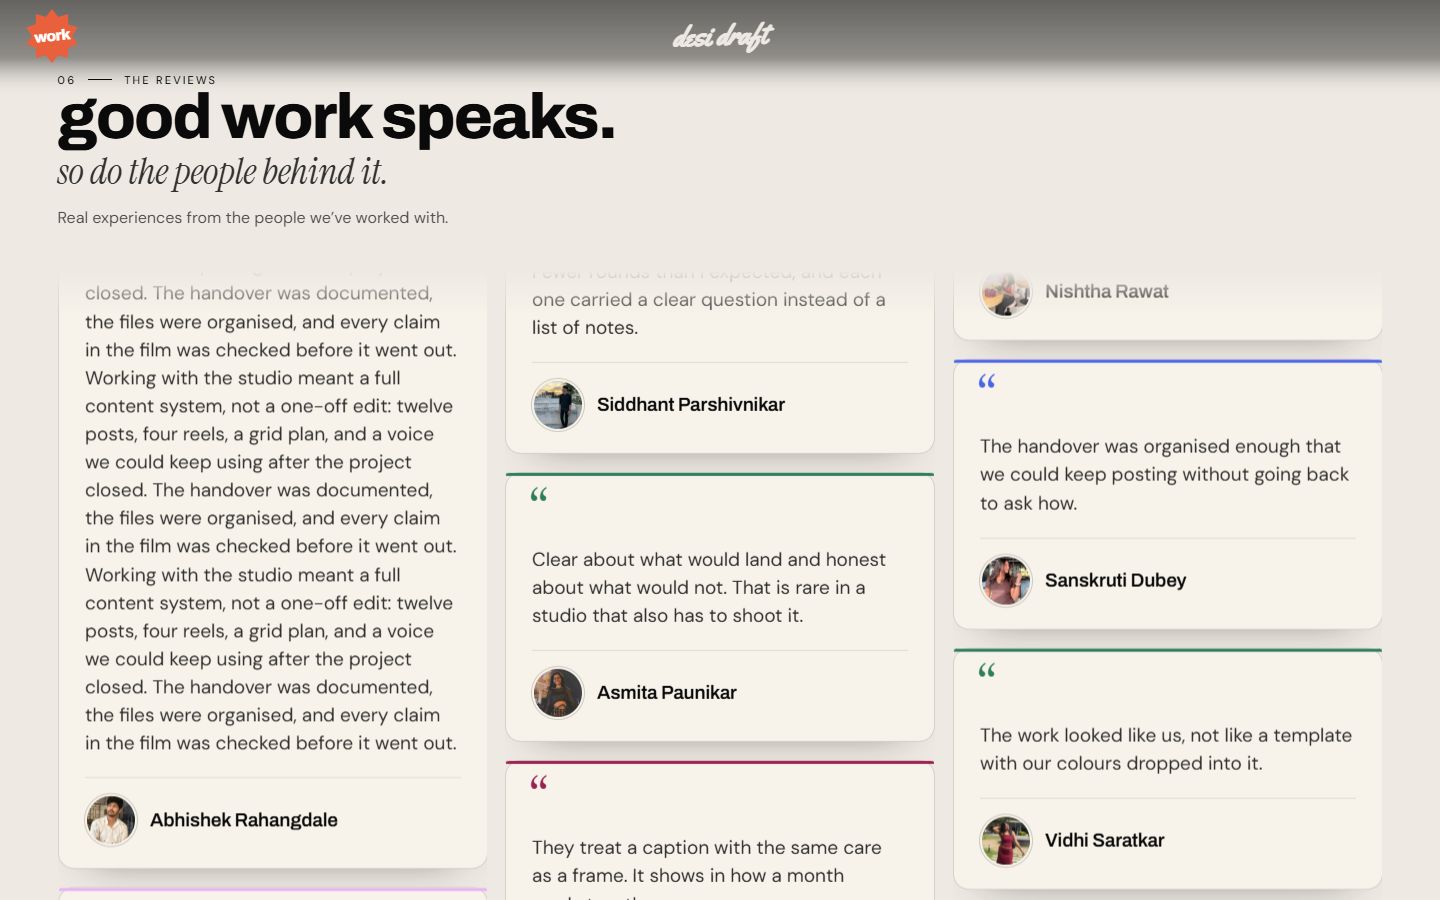 work
desi draft
06 — THE REVIEWS
good work speaks.
so do the people behind it.
Real experiences from the people we’ve worked with.
closed. The handover was documented,
the files were organised, and every claim
in the film was checked before it went out.
Working with the studio meant a full
content system, not a one-off edit: twelve
posts, four reels, a grid plan, and a voice
we could keep using after the project
closed. The handover was documented,
the files were organised, and every claim
in the film was checked before it went out.
Working with the studio meant a full
content system, not a one-off edit: twelve
posts, four reels, a grid plan, and a voice
we could keep using after the project
closed. The handover was documented,
the files were organised, and every claim
in the film was checked before it went out.
Abhishek Rahangdale
Fewer rounds than I expected, and each
one carried a clear question instead of a
list of notes.
Siddhant Parshivnikar
“
Clear about what would land and honest
about what would not. That is rare in a
studio that also has to shoot it.
Asmita Paunikar
“
They treat a caption with the same care
as a frame. It shows in how a month
Nishtha Rawat
“
The handover was organised enough that
we could keep posting without going back
to ask how.
Sanskruti Dubey
“
The work looked like us, not like a template
with our colours dropped into it.
Vidhi Saratkar